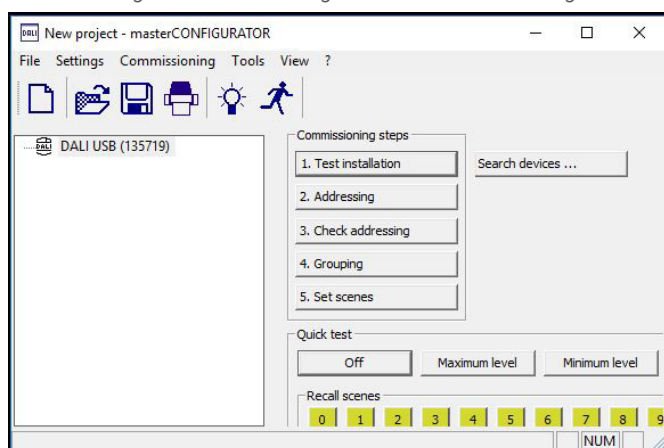 DALI New project - masterCONFIGURATOR
File Settings Commissioning Tools View ?
DALI DALI USB (135719)
Commissioning steps
1. Test installation
Search devices ...
2. Addressing
3. Check addressing
4. Grouping
5. Set scenes
Quick test
Off Maximum level Minimum level
Recall scenes
0 1 2 3 4 5 6 7 8 9
NUM